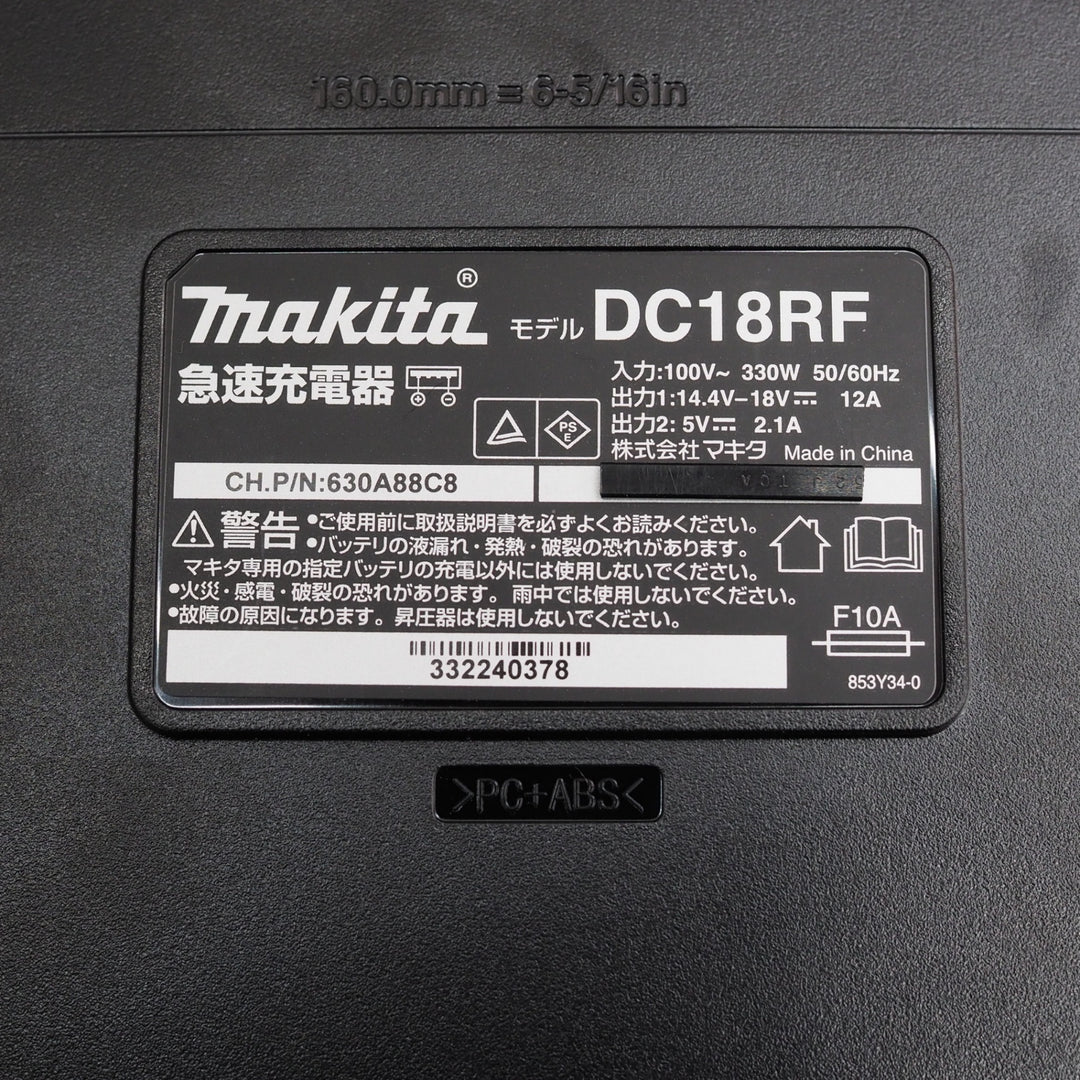 160.0mm = 6-5/16in
makita® モデル DC18RF
急速充電器
入力:100V~ 330W 50/60Hz
出力1:14.4V-18V⎓ 12A
出力2: 5V⎓ 2.1A
PSE
株式会社マキタ Made in China
CH.P/N:630A88C8
⚠警告 •ご使用前に取扱説明書を必ずよくお読みください。
•バッテリの液漏れ・発熱・破裂の恐れがあります。
マキタ専用の指定バッテリの充電以外には使用しないでください。
•火災・感電・破裂の恐れがあります。雨中では使用しないでください。
•故障の原因になります。昇圧器は使用しないでください。
F10A
332240378
853Y34-0
>PC+ABS<